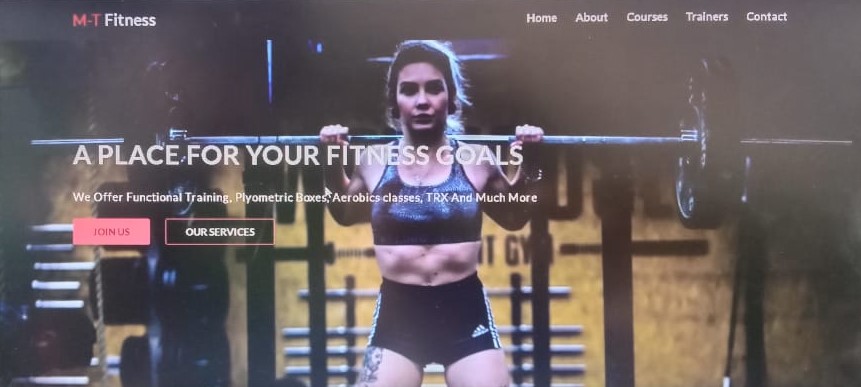 M-T Fitness
Home About Courses Trainers Contact
A PLACE FOR YOUR FITNESS GOALS
We Offer Functional Training, Plyometric Boxes, Aerobics classes, TRX And Much More
JOIN US OUR SERVICES
GYM